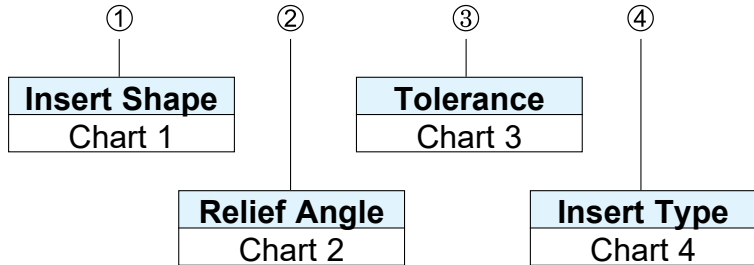 ① ② ③ ④
Insert Shape Tolerance
Chart 1 Chart 3
Relief Angle Insert Type
Chart 2 Chart 4